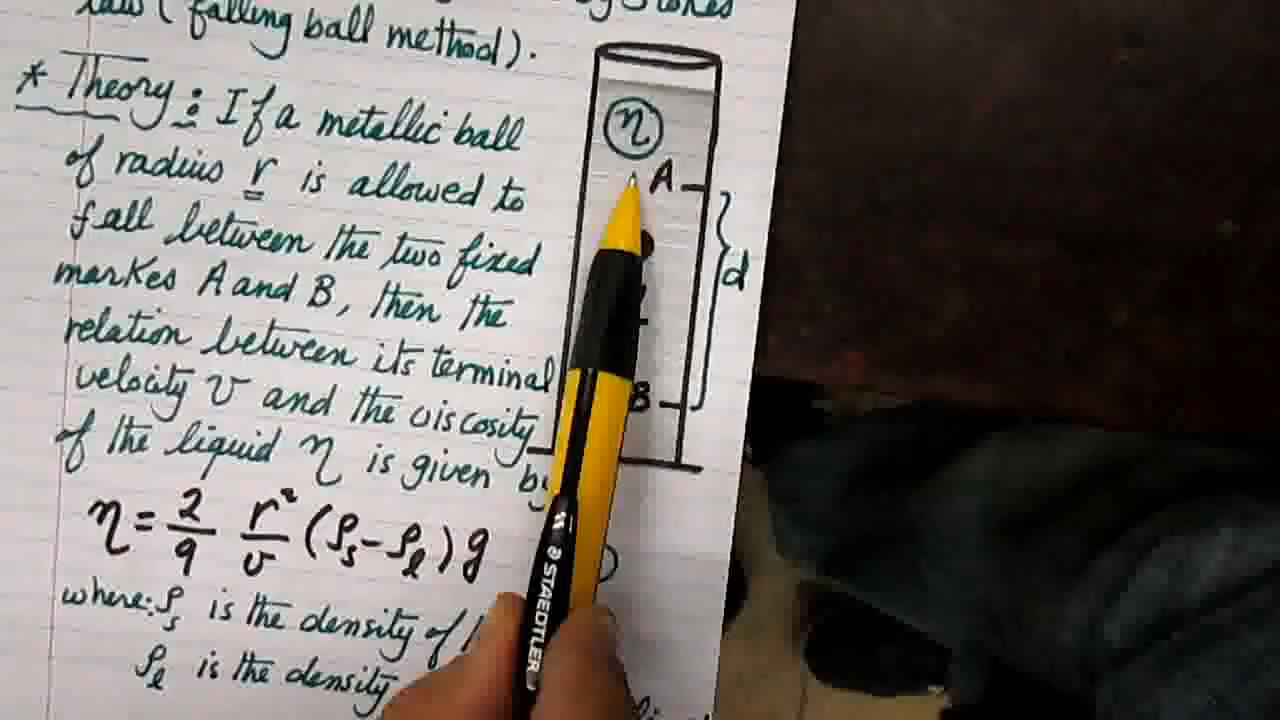 law (falling ball method).
* Theory: If a metallic ball
of radius r is allowed to
fall between the two fixed
markes A and B, then the
relation between its terminal
velocity v and the viscosity
of the liquid η is given by
η = 2/9 r²/v (ρs - ρl) g
where: ρs is the density of
ρl is the density
η
A
d
B
STAEDTLER